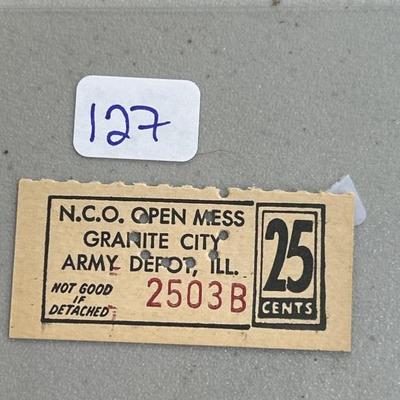 127
N.C.O. OPEN MESS
GRANITE CITY
ARMY DEPOT, ILL.
NOT GOOD
IF
DETACHED
2503B
25
CENTS